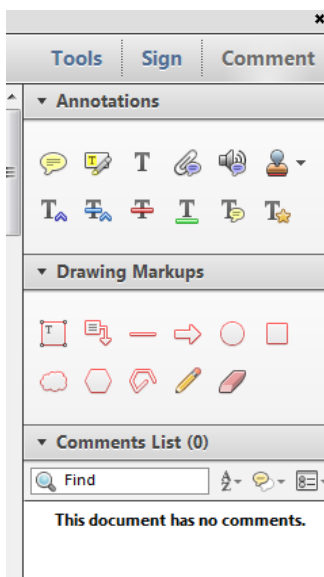 Tools Sign Comment
Annotations
Drawing Markups
Comments List (0)
Find
This document has no comments.